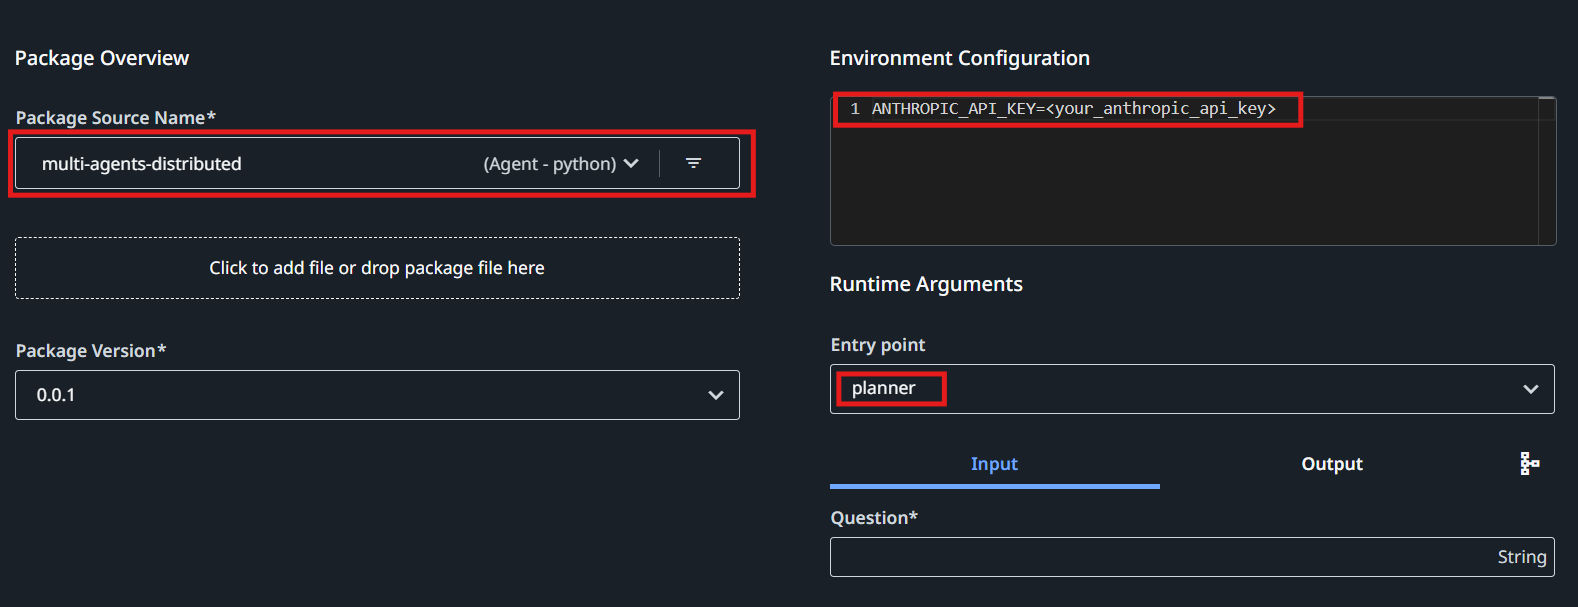 Package Overview
Package Source Name*
multi-agents-distributed (Agent - python)
Click to add file or drop package file here
Package Version*
0.0.1
Environment Configuration
1 ANTHROPIC_API_KEY=<your_anthropic_api_key>
Runtime Arguments
Entry point
planner
Input Output
Question*
String